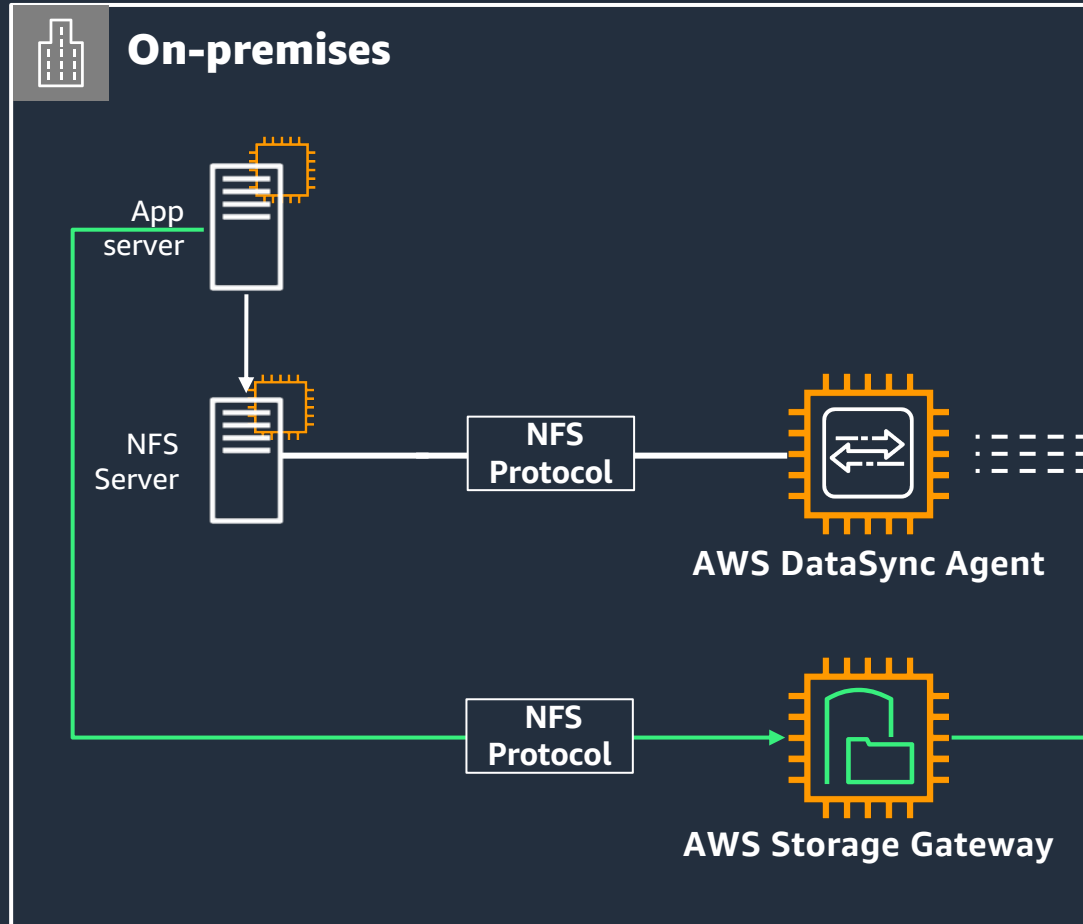 On-premises
App
server
NFS
Server
NFS
Protocol
AWS DataSync Agent
NFS
Protocol
AWS Storage Gateway